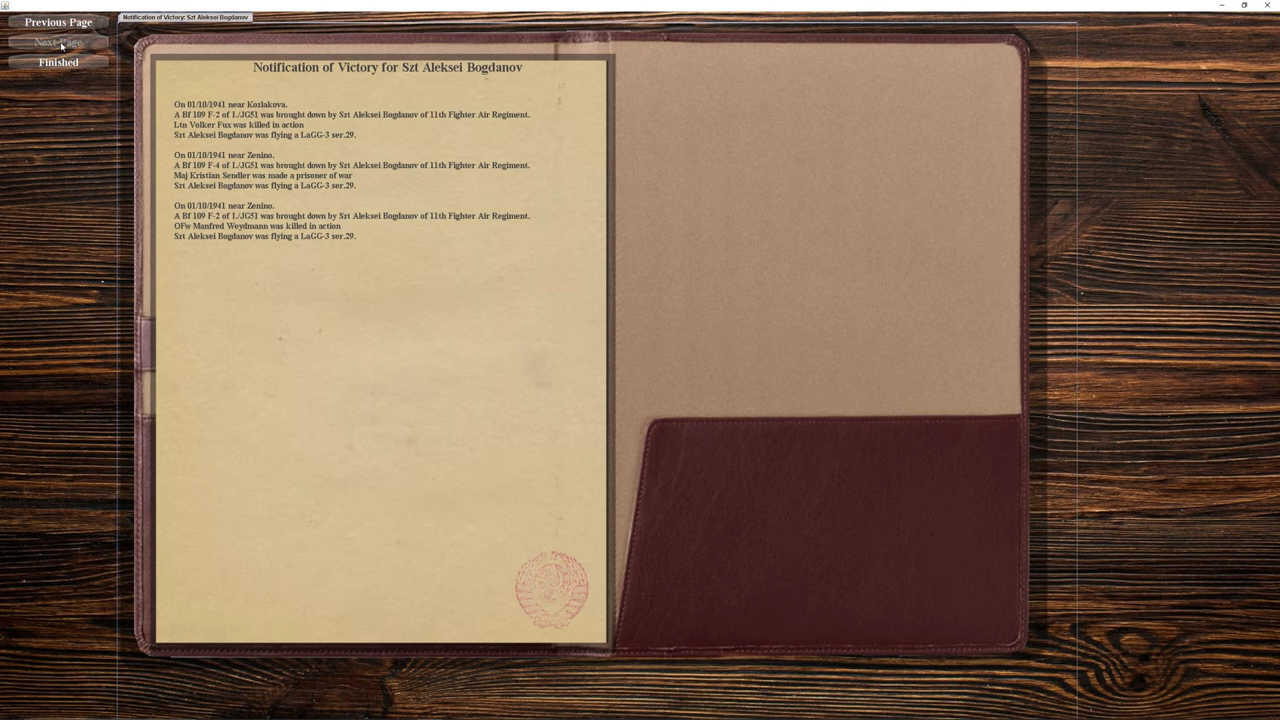 Previous Page
Next Page
Finished
Notification of Victory: Szt Aleksei Bogdanov
Notification of Victory for Szt Aleksei Bogdanov
On 01/10/1941 near Kozlakova.
A Bf 109 F-2 of I./JG51 was brought down by Szt Aleksei Bogdanov of 11th Fighter Air Regiment.
Ltn Volker Fux was killed in action
Szt Aleksei Bogdanov was flying a LaGG-3 ser.29.
On 01/10/1941 near Zenino.
A Bf 109 F-4 of I./JG51 was brought down by Szt Aleksei Bogdanov of 11th Fighter Air Regiment.
Maj Kristian Sendler was made a prisoner of war
Szt Aleksei Bogdanov was flying a LaGG-3 ser.29.
On 01/10/1941 near Zenino.
A Bf 109 F-2 of I./JG51 was brought down by Szt Aleksei Bogdanov of 11th Fighter Air Regiment.
OFw Manfred Weydmann was killed in action
Szt Aleksei Bogdanov was flying a LaGG-3 ser.29.